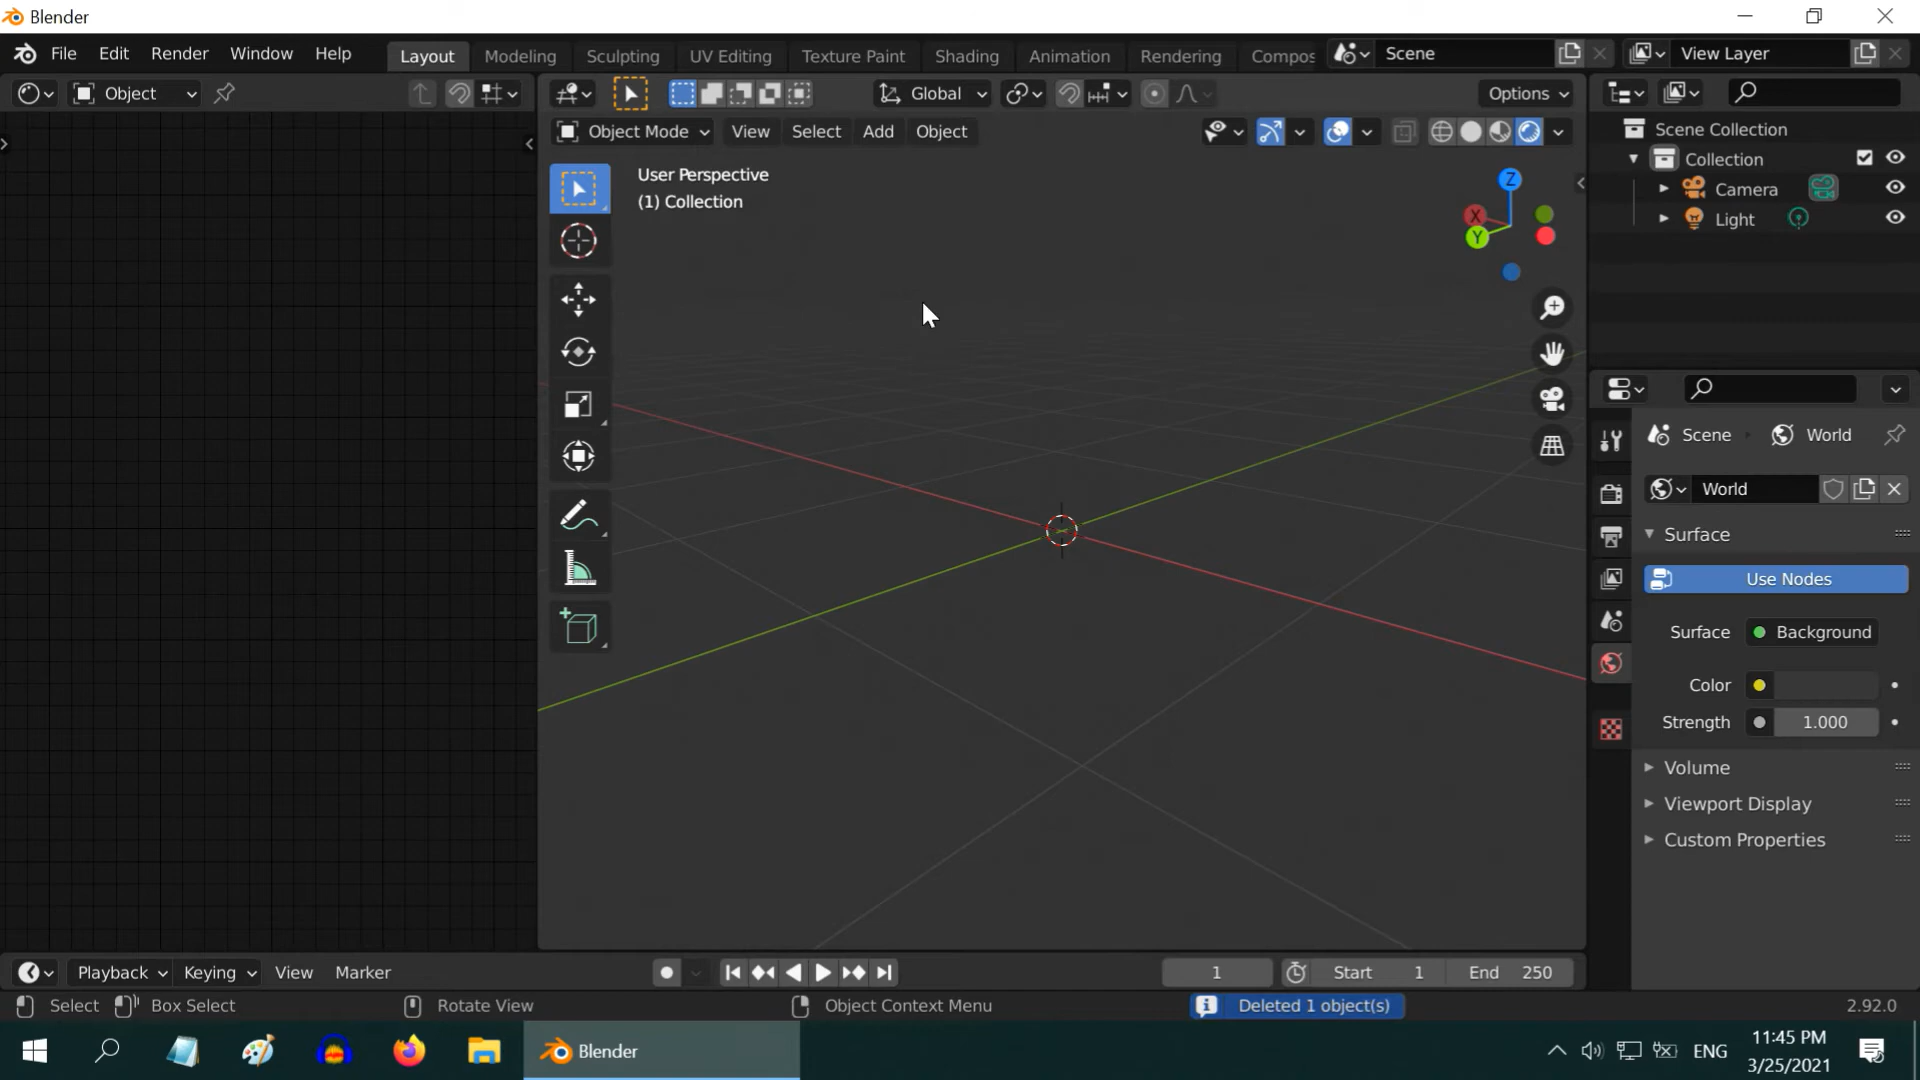 Blender
File Edit Render Window Help Layout Modeling Sculpting UV Editing Texture Paint Shading Animation Rendering Compos Scene View Layer
Object Global Options
Object Mode View Select Add Object
User Perspective
(1) Collection
Z
X
Y
Scene Collection
Collection
Camera
Light
Scene World
World
Surface
Use Nodes
Surface Background
Color
Strength 1.000
Volume
Viewport Display
Custom Properties
Playback Keying View Marker 1 Start 1 End 250
Select Box Select Rotate View Object Context Menu Deleted 1 object(s) 2.92.0
Blender ENG 11:45 PM
3/25/2021